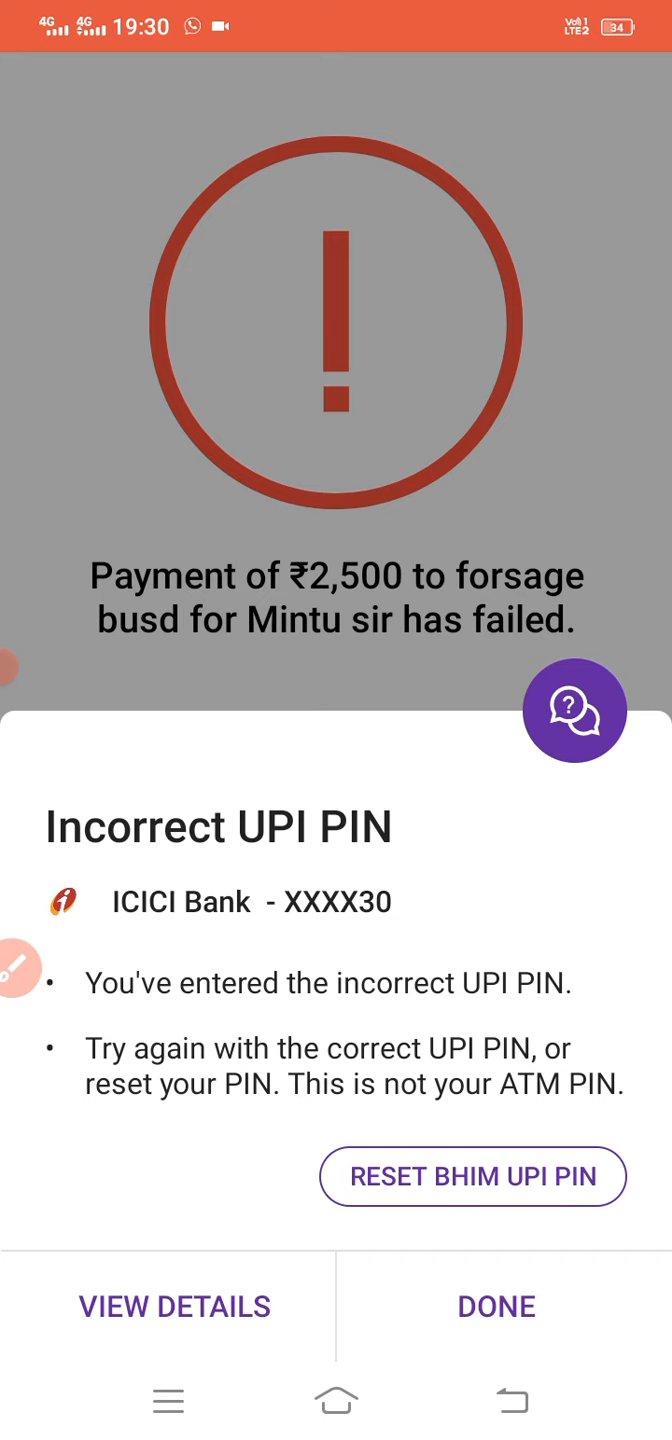 4G 4G 19:30 Vo) 1 LTE2 34
Payment of ₹2,500 to forsage
busd for Mintu sir has failed.
?
Incorrect UPI PIN
ICICI Bank - XXXX30
• You've entered the incorrect UPI PIN.
• Try again with the correct UPI PIN, or
reset your PIN. This is not your ATM PIN.
RESET BHIM UPI PIN
VIEW DETAILS DONE